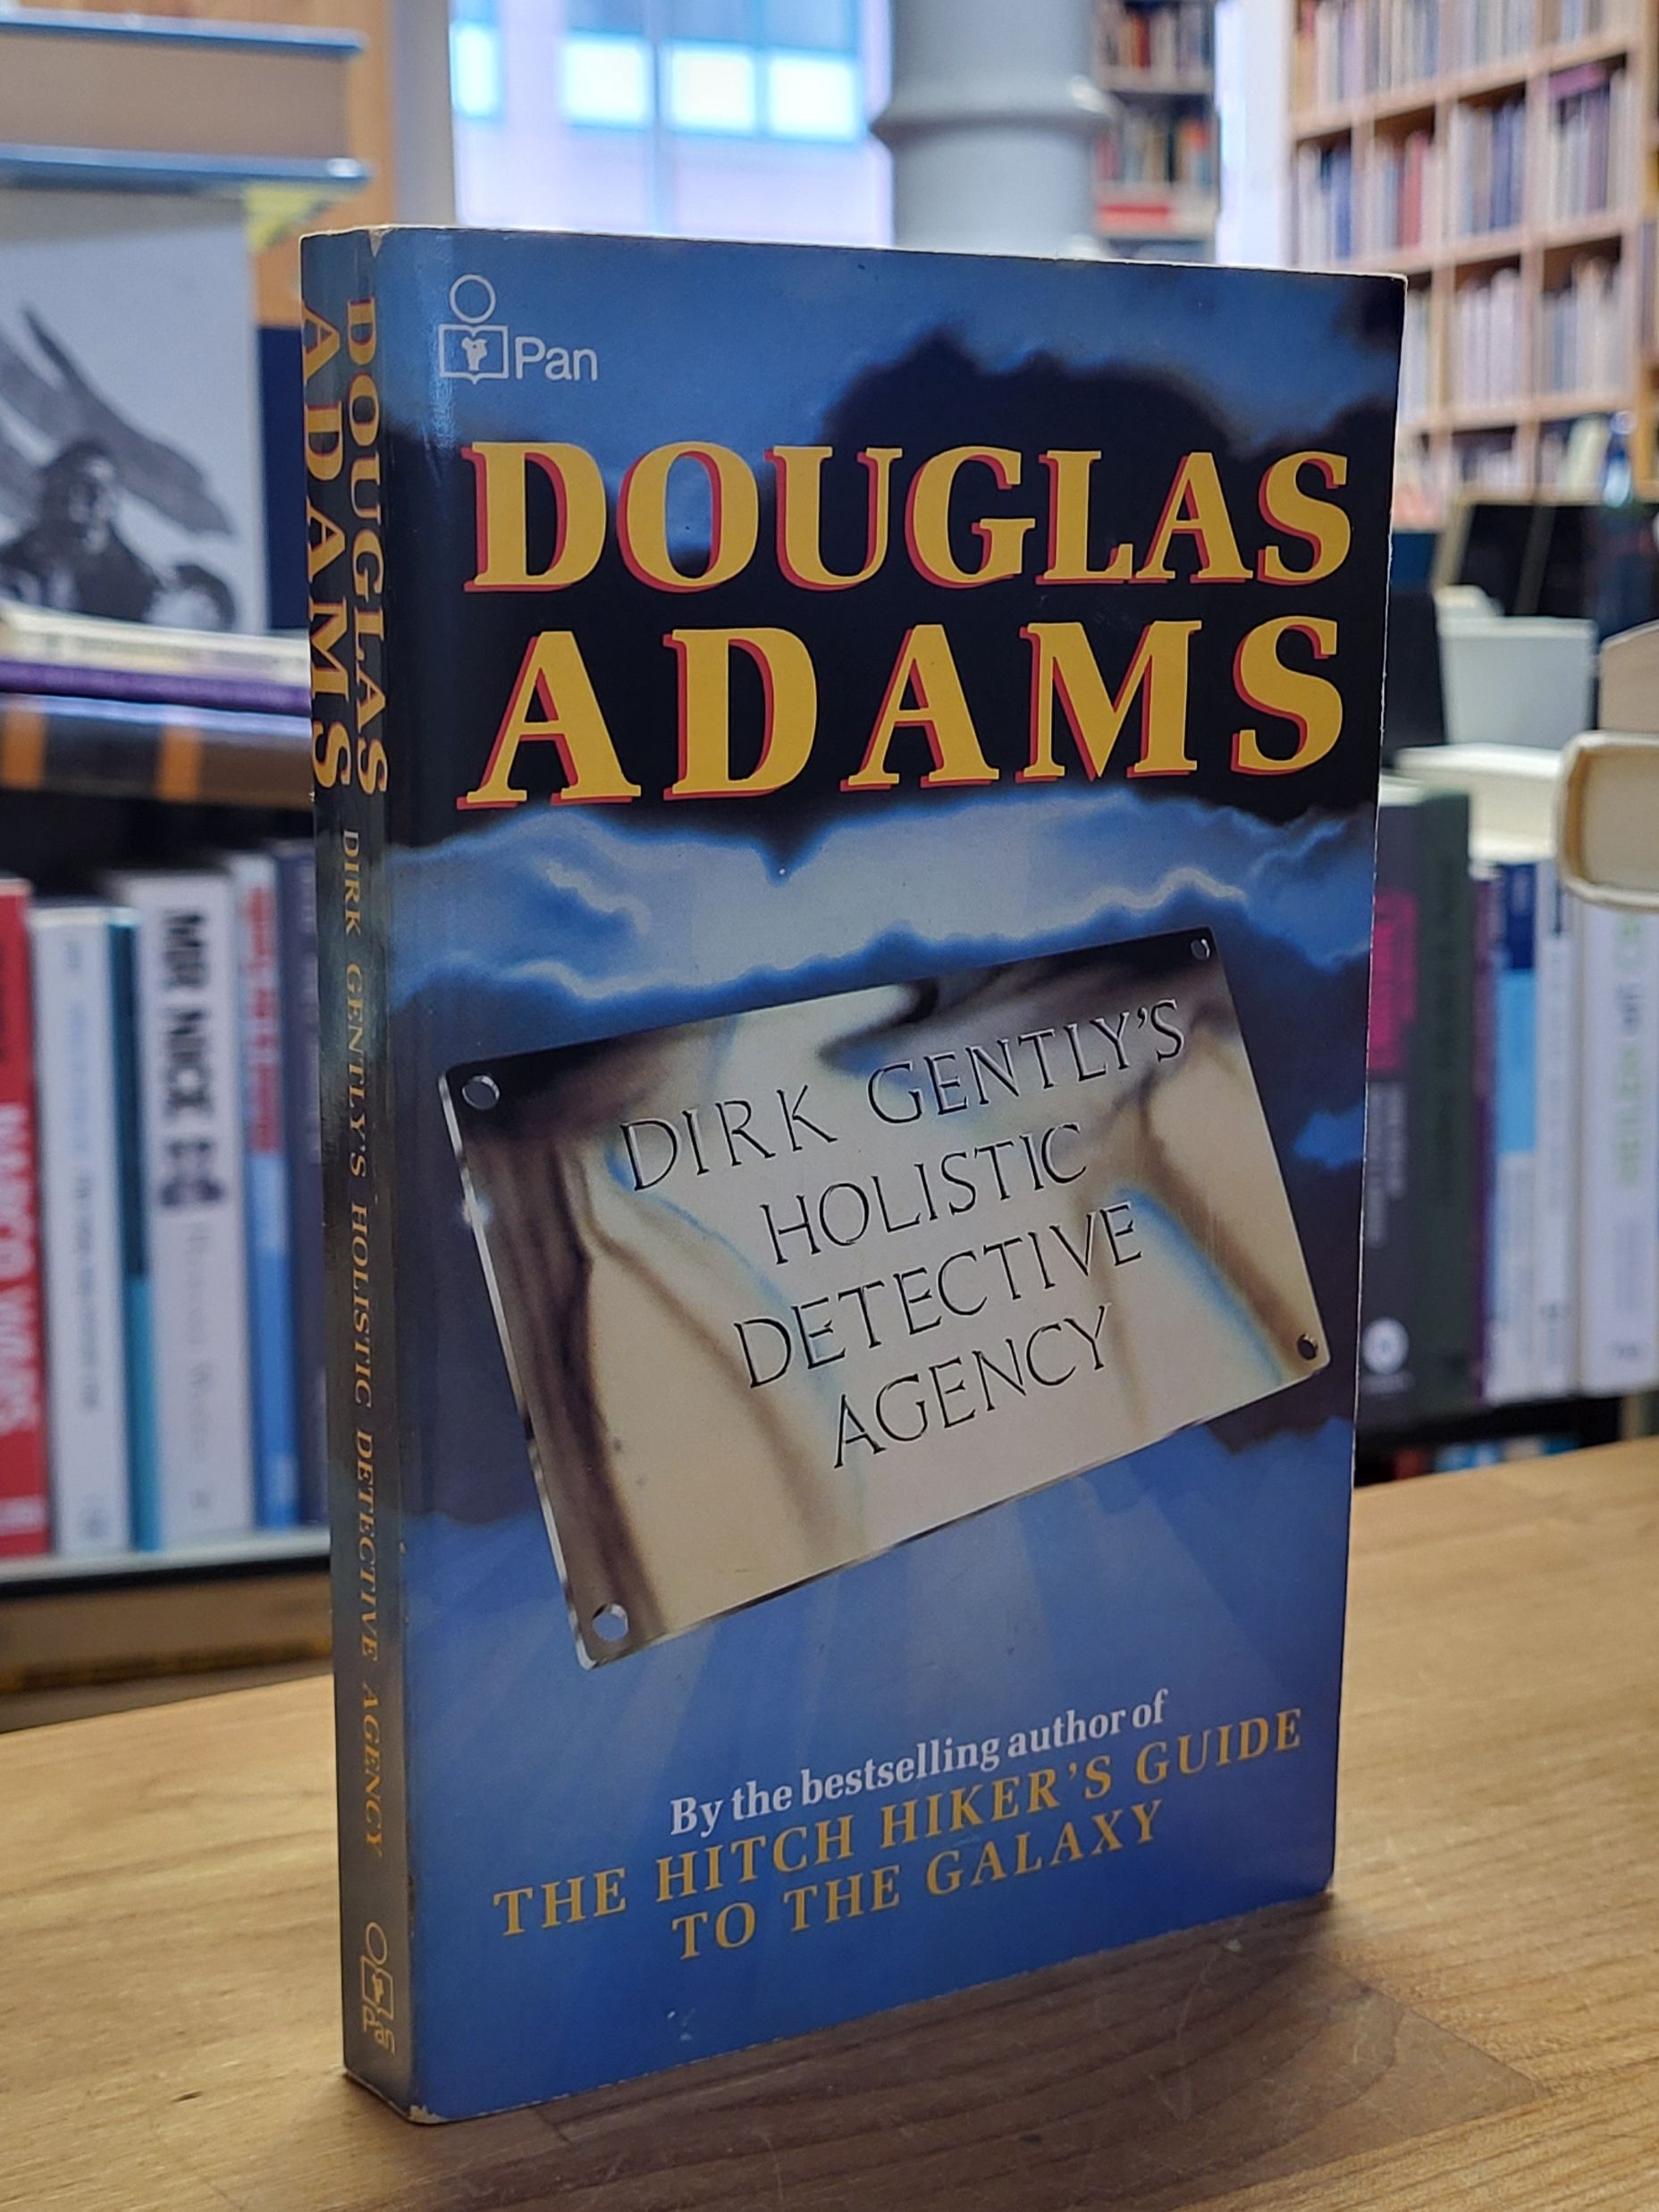 Pan
DOUGLAS
ADAMS
DIRK GENTLY'S
HOLISTIC
DETECTIVE
AGENCY
By the bestselling author of
THE HITCH HIKER'S GUIDE
TO THE GALAXY
DOUGLAS
ADAMS
DIRK GENTLY'S HOLISTIC DETECTIVE AGENCY
Pan
MR NICE